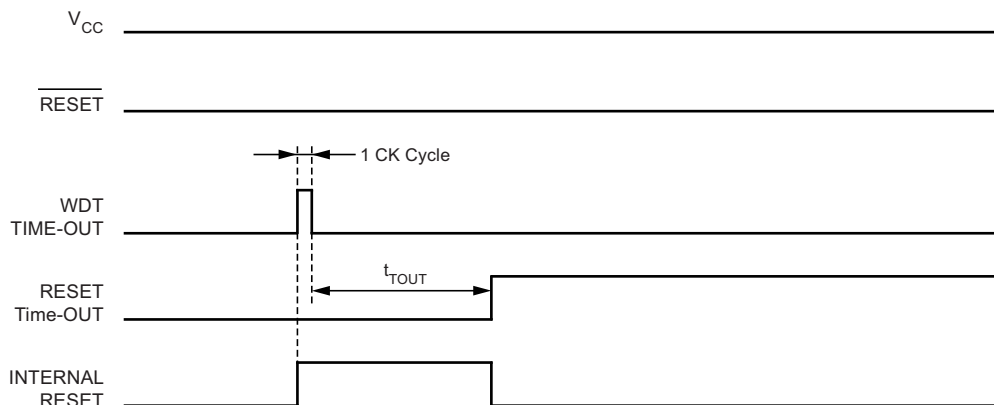 VCC
RESET
1 CK Cycle
WDT
TIME-OUT
tTOUT
RESET
Time-OUT
INTERNAL
RESET